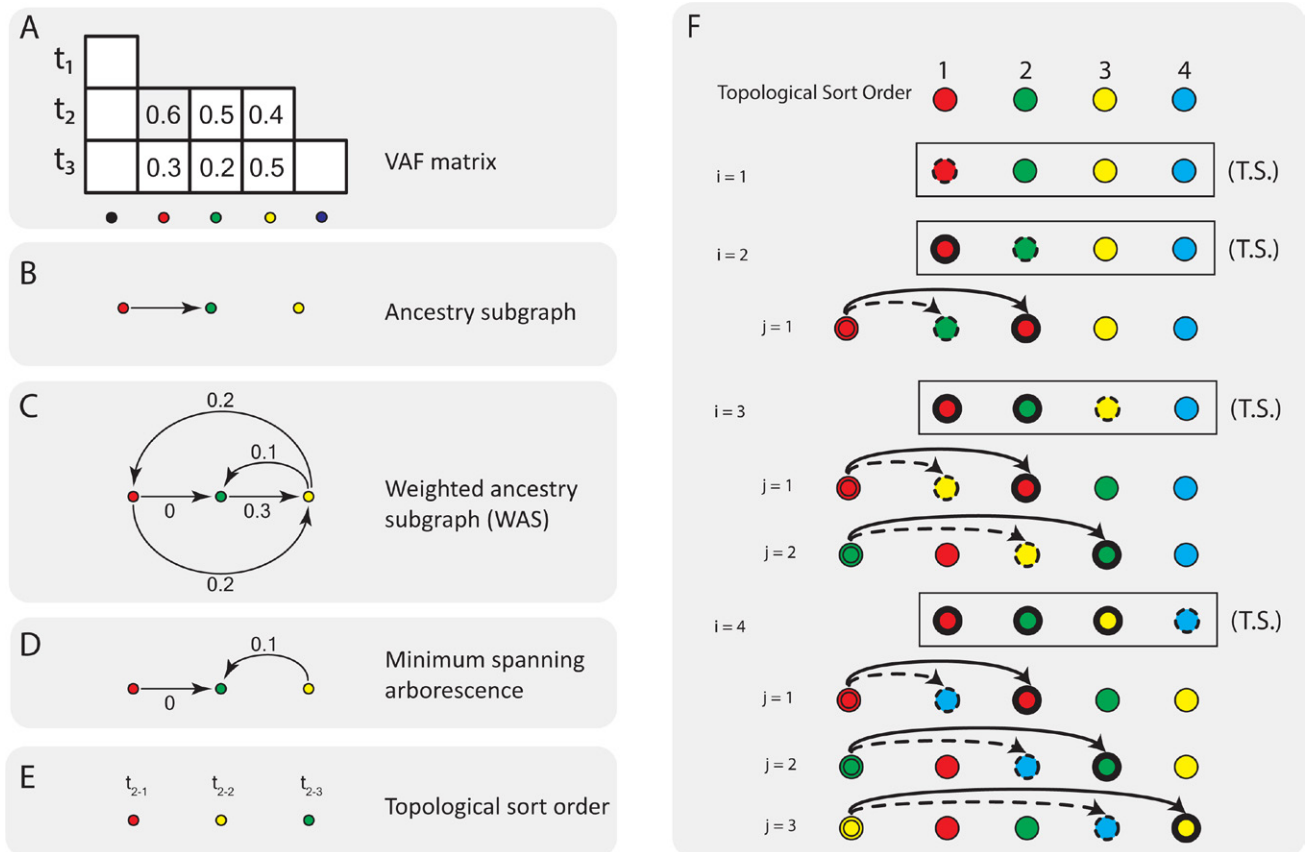 A
t1
t2 0.6 0.5 0.4
t3 0.3 0.2 0.5
VAF matrix
B
Ancestry subgraph
C
0.2
0.1
0 0.3
0.2
Weighted ancestry
subgraph (WAS)
D
0.1
0
Minimum spanning
arborescence
E
t2-1 t2-2 t2-3
Topological sort order
F
1 2 3 4
Topological Sort Order
i = 1 (T.S.)
i = 2 (T.S.)
j = 1
i = 3 (T.S.)
j = 1
j = 2
i = 4 (T.S.)
j = 1
j = 2
j = 3